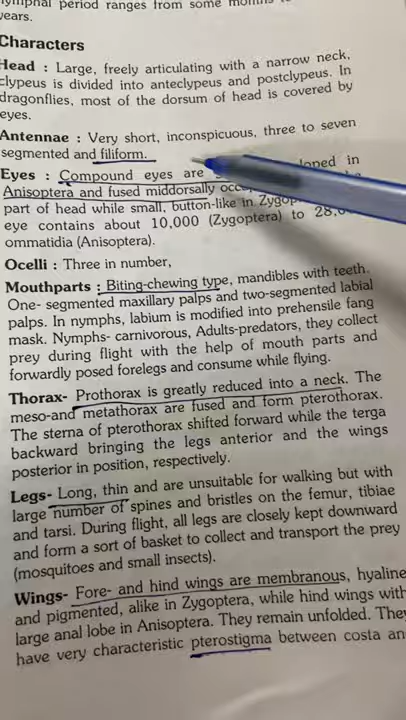 nymphal period ranges from some months to
years.
Characters
Head : Large, freely articulating with a narrow neck,
clypeus is divided into anteclypeus and postclypeus. In
dragonflies, most of the dorsum of head is covered by
eyes.
Antennae : Very short, inconspicuous, three to seven
segmented and filiform.
Eyes : Compound eyes are in
Anisoptera and fused middorsally
part of head while small, button-like in
eye contains about 10,000 (Zygoptera) to
ommatidia (Anisoptera).
Ocelli : Three in number,
Mouthparts : Biting-chewing type, mandibles with teeth.
One- segmented maxillary palps and two-segmented labial
palps. In nymphs, labium is modified into prehensile fang
mask. Nymphs- carnivorous, Adults-predators, they collect
prey during flight with the help of mouth parts and
forwardly posed forelegs and consume while flying.
Thorax- Prothorax is greatly reduced into a neck. The
meso-and metathorax are fused and form pterothorax.
The sterna of pterothorax shifted forward while the terga
backward bringing the legs anterior and the wings
posterior in position, respectively.
Legs- Long, thin and are unsuitable for walking but with
large number of spines and bristles on the femur, tibiae
and tarsi. During flight, all legs are closely kept downward
and form a sort of basket to collect and transport the prey
(mosquitoes and small insects).
Wings- Fore- and hind wings are membranous, hyaline
and pigmented, alike in Zygoptera, while hind wings with
large anal lobe in Anisoptera. They remain unfolded. They
have very characteristic pterostigma between costa an